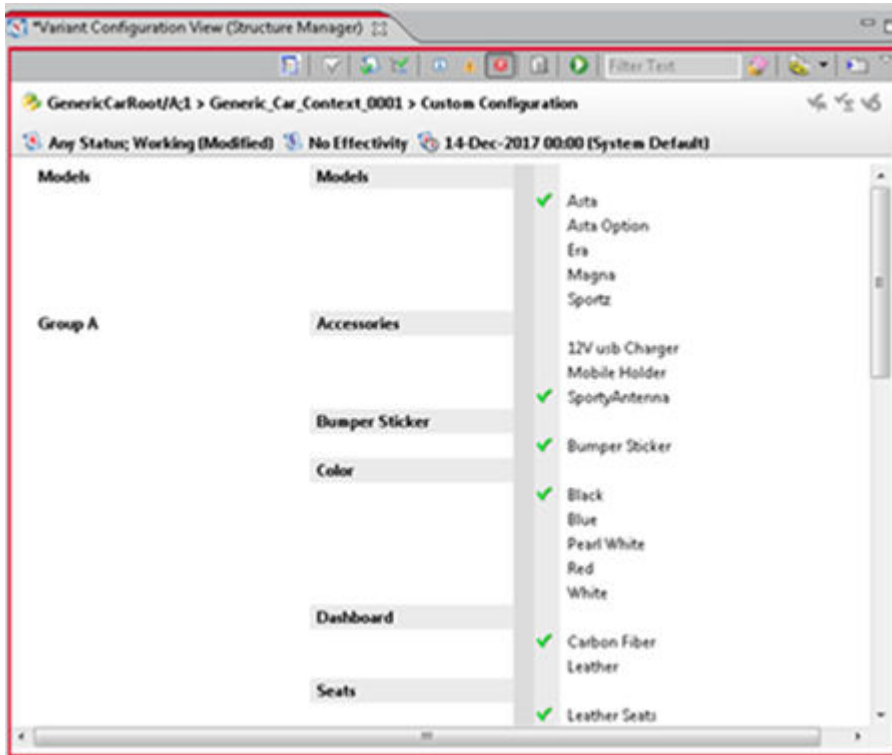 *Variant Configuration View (Structure Manager)
Filter Text
GenericCarRoot/A;1 > Generic_Car_Context_0001 > Custom Configuration
Any Status; Working (Modified) No Effectivity 14-Dec-2017 00:00 (System Default)
Models Models
Asta
Asta Option
Era
Magna
Sportz
Group A Accessories
12V usb Charger
Mobile Holder
SportyAntenna
Bumper Sticker
Bumper Sticker
Color
Black
Blue
Pearl White
Red
White
Dashboard
Carbon Fiber
Leather
Seats
Leather Seats